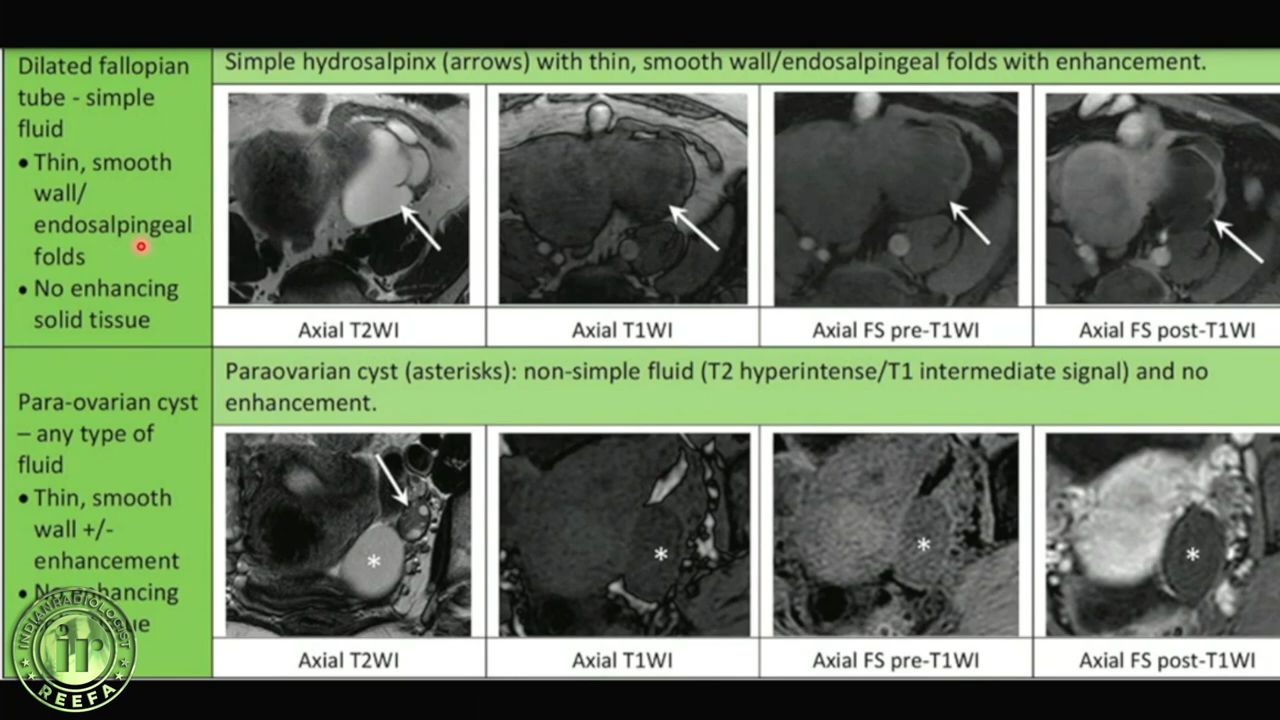 Dilated fallopian
tube - simple
fluid
• Thin, smooth
wall/
endosalpingeal
folds
• No enhancing
solid tissue
Simple hydrosalpinx (arrows) with thin, smooth wall/endosalpingeal folds with enhancement.
Axial T2WI
Axial T1WI
Axial FS pre-T1WI
Axial FS post-T1WI
Para-ovarian cyst
– any type of
fluid
• Thin, smooth
wall +/-
enhancement
•
Paraovarian cyst (asterisks): non-simple fluid (T2 hyperintense/T1 intermediate signal) and no
enhancement.
*
*
*
*
Axial T2WI
Axial T1WI
Axial FS pre-T1WI
Axial FS post-T1WI
INDIANRADIOLOGIST
ir
REEFA